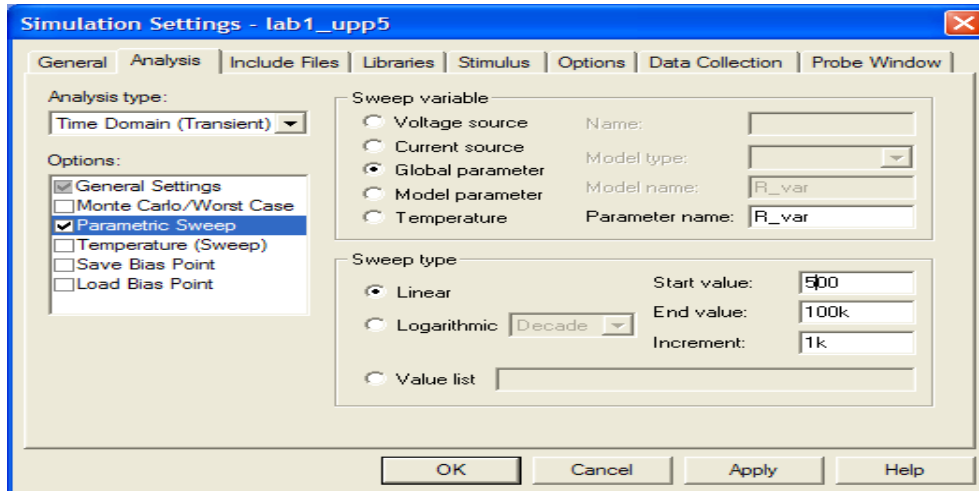 Simulation Settings - lab1_upp5
General Analysis Include Files Libraries Stimulus Options Data Collection Probe Window
Analysis type:
Time Domain (Transient)
Options:
General Settings
Monte Carlo/Worst Case
Parametric Sweep
Temperature (Sweep)
Save Bias Point
Load Bias Point
Sweep variable
Voltage source
Current source
Global parameter
Model parameter
Temperature
Name:
Model type:
Model name: R_var
Parameter name: R_var
Sweep type
Linear
Logarithmic Decade
Value list
Start value: 500
End value: 100k
Increment: 1k
OK Cancel Apply Help